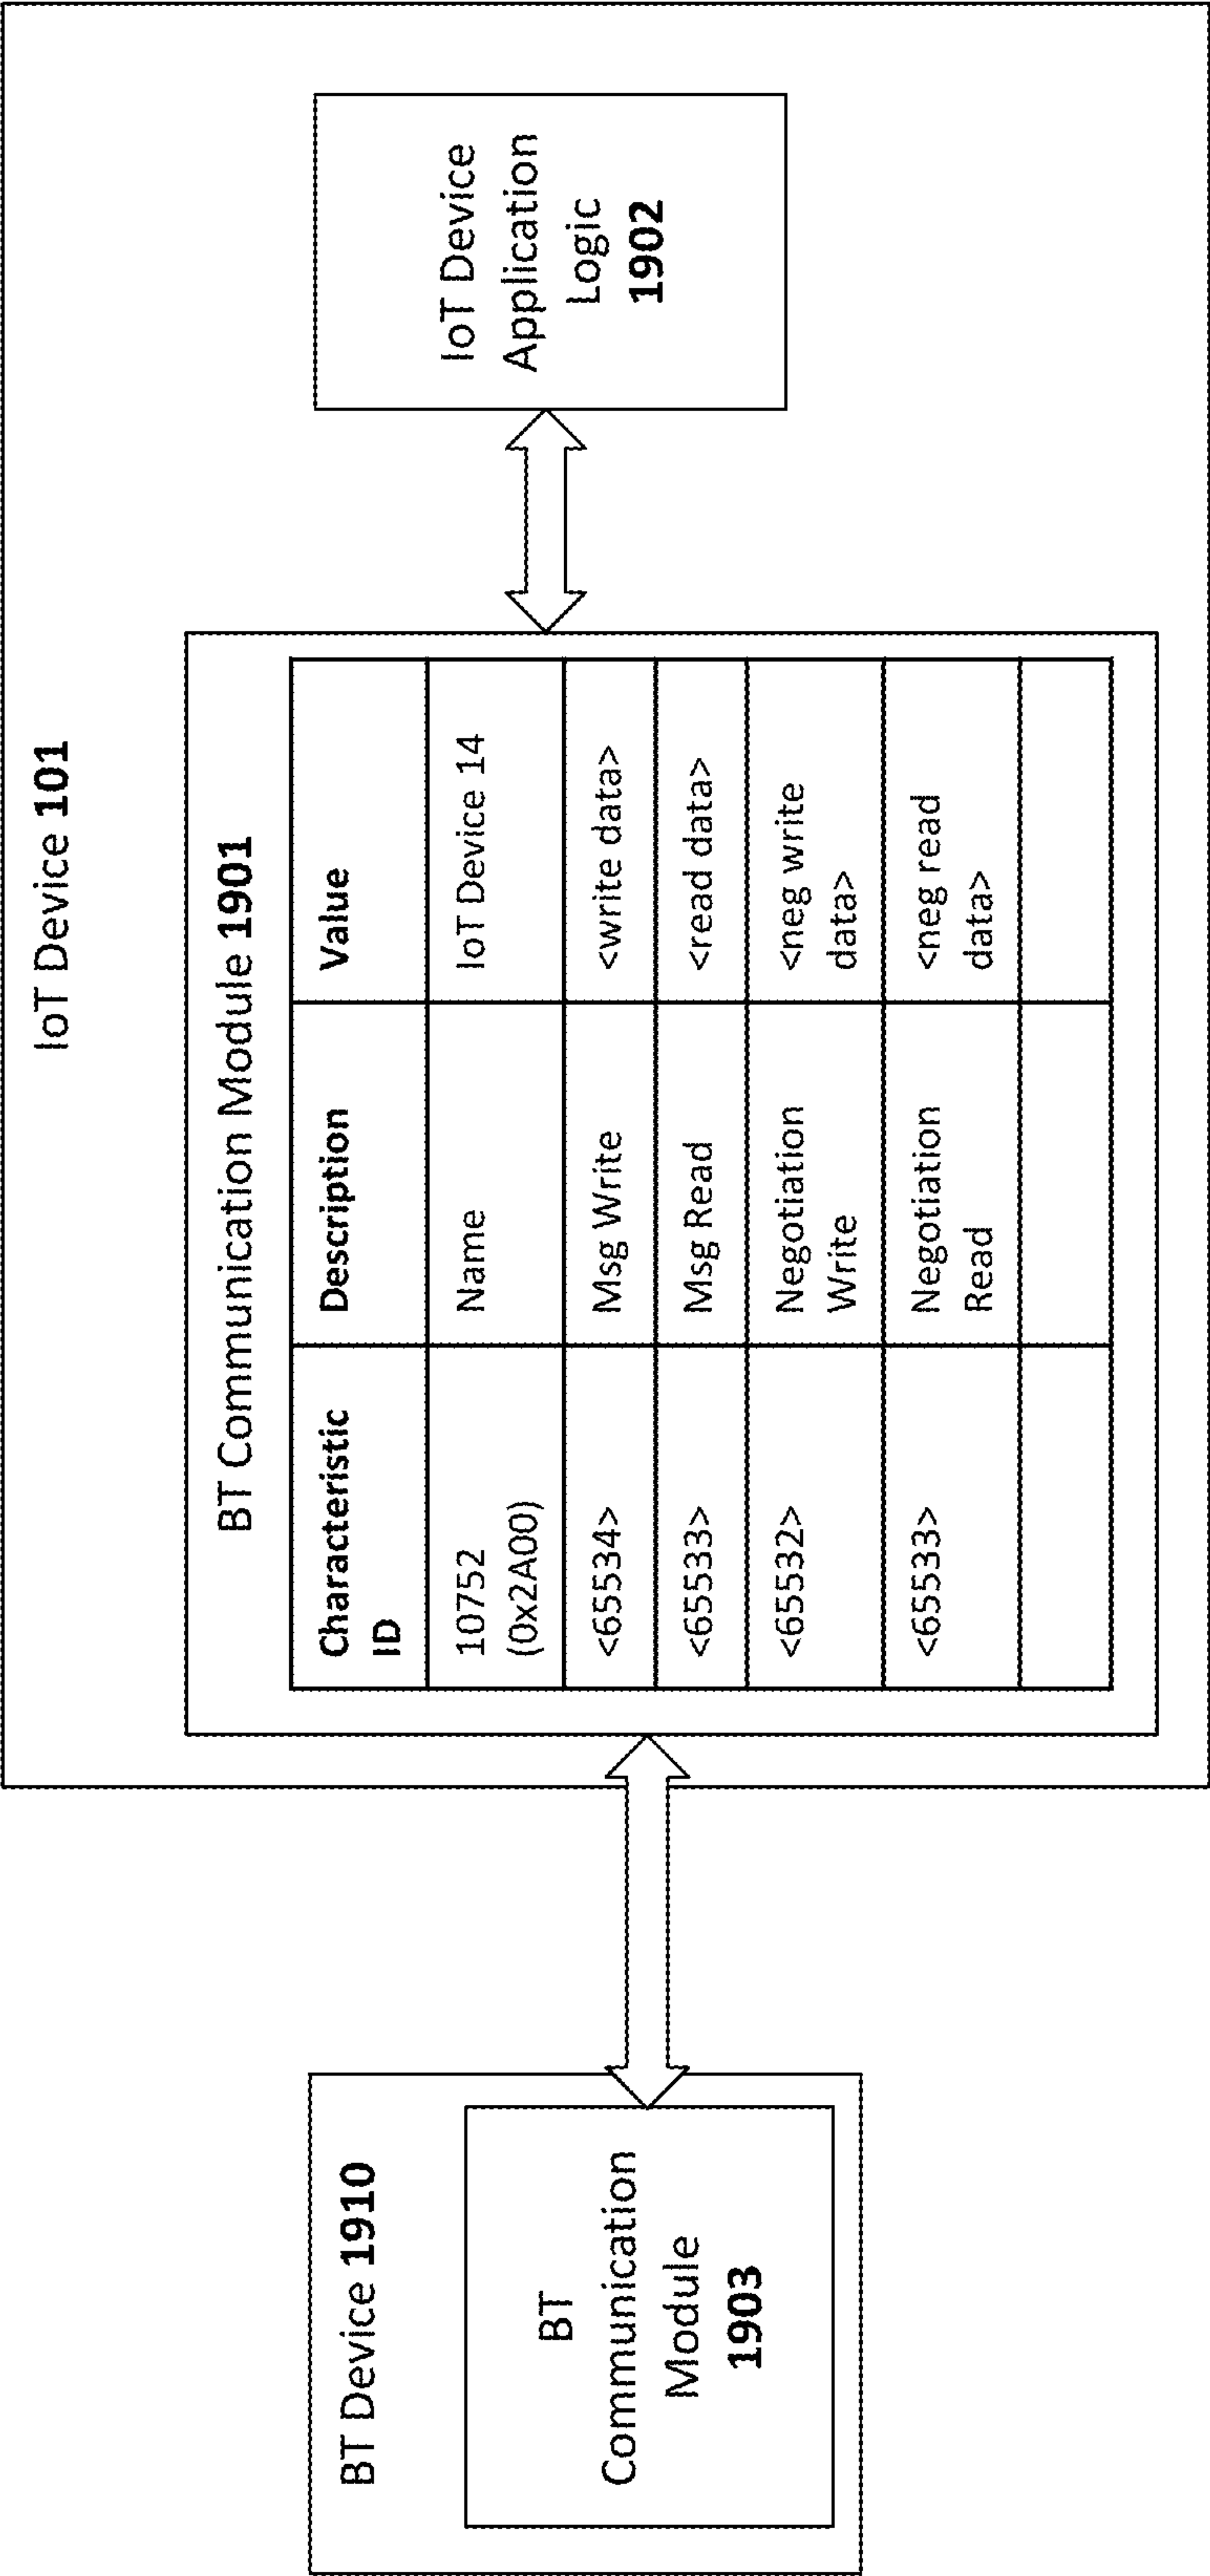 IoT Device 101
BT Device 1910
BT
Communication
Module
1903
BT Communication Module 1901
Characteristic ID Description Value
10752 (0x2A00) Name IoT Device 14
<65534> Msg Write <write data>
<65533> Msg Read <read data>
<65532> Negotiation Write <neg write data>
<65533> Negotiation Read <neg read data>
IoT Device
Application
Logic
1902